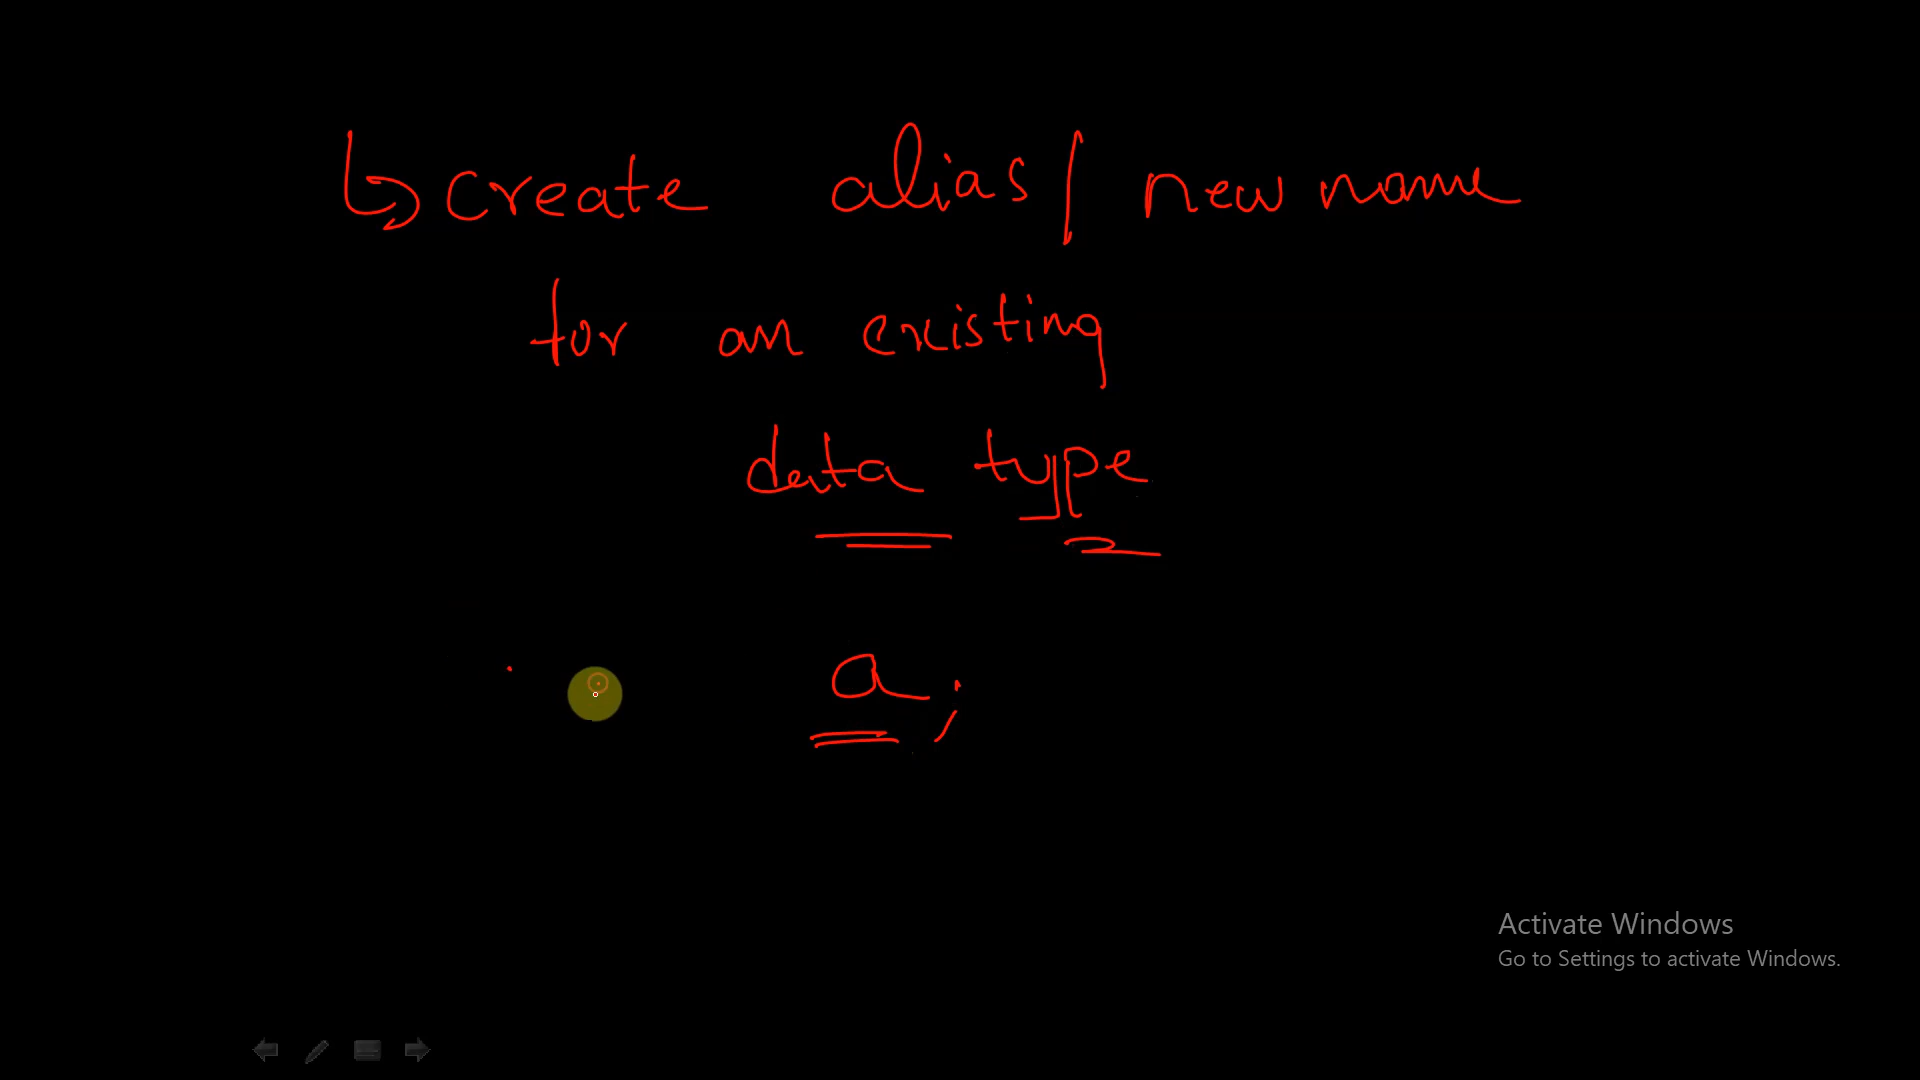 ↳ create alias / new name
for an existing
data type
a;
Activate Windows
Go to Settings to activate Windows.